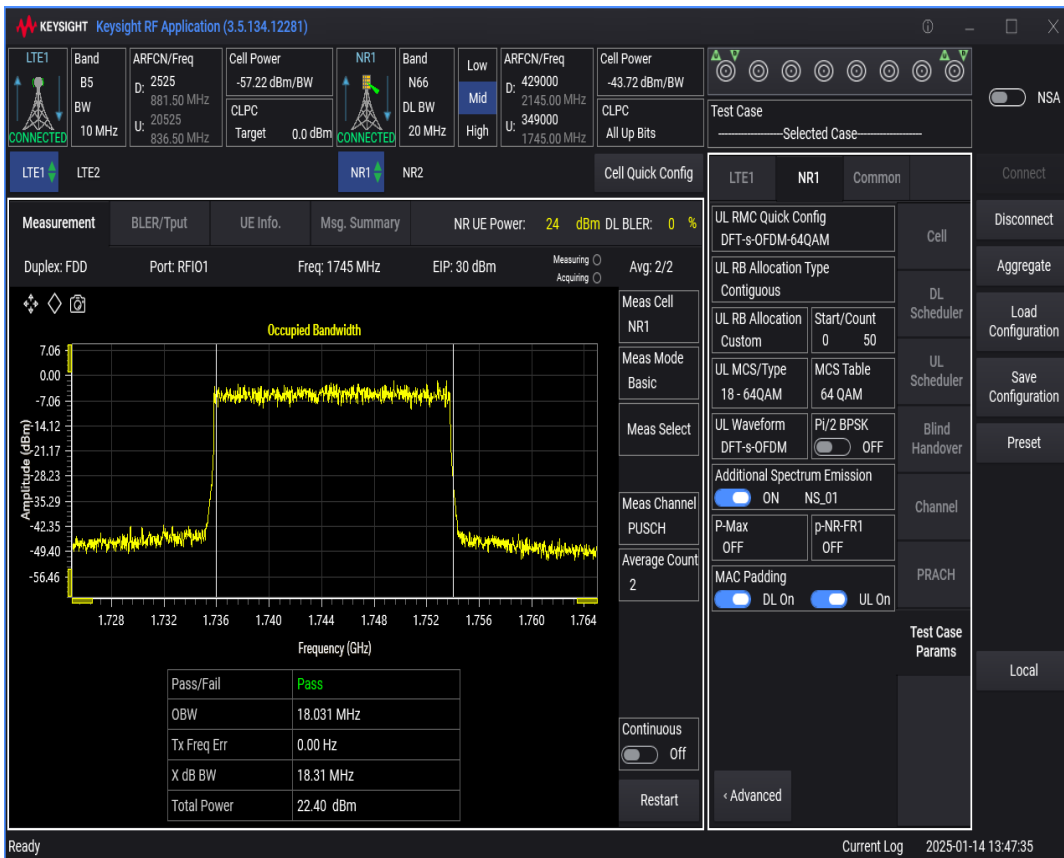 KEYSIGHT Keysight RF Application (3.5.134.12281)
LTE1 Band B5 BW 10 MHz CONNECTED
ARFCN/Freq D: 2525 881.50 MHz U: 20525 836.50 MHz
Cell Power -57.22 dBm/BW
CLPC Target 0.0 dBm
NR1 Band N66 DL BW 20 MHz CONNECTED
Low
Mid
High
ARFCN/Freq D: 429000 2145.00 MHz U: 349000 1745.00 MHz
Cell Power -43.72 dBm/BW
CLPC All Up Bits
Test Case
--------------------Selected Case--------------------
NSA
LTE1 LTE2 NR1 NR2 Cell Quick Config
LTE1 NR1 Common
Connect
Disconnect
Aggregate
Load Configuration
Save Configuration
Preset
Local
Measurement BLER/Tput UE Info. Msg. Summary NR UE Power: 24 dBm DL BLER: 0 %
Duplex: FDD Port: RFIO1 Freq: 1745 MHz EIP: 30 dBm Measuring Acquiring Avg: 2/2
Occupied Bandwidth
Amplitude (dBm)
7.06
0.00
-7.06
-14.12
-21.17
-28.23
-35.29
-42.35
-49.40
-56.46
1.728 1.732 1.736 1.740 1.744 1.748 1.752 1.756 1.760 1.764
Frequency (GHz)
Pass/Fail Pass
OBW 18.031 MHz
Tx Freq Err 0.00 Hz
X dB BW 18.31 MHz
Total Power 22.40 dBm
Meas Cell
NR1
Meas Mode
Basic
Meas Select
Meas Channel
PUSCH
Average Count
2
Continuous
Off
Restart
UL RMC Quick Config
DFT-s-OFDM-64QAM
UL RB Allocation Type
Contiguous
UL RB Allocation Start/Count
Custom 0 50
UL MCS/Type MCS Table
18 - 64QAM 64 QAM
UL Waveform Pi/2 BPSK
DFT-s-OFDM OFF
Additional Spectrum Emission
ON NS_01
P-Max p-NR-FR1
OFF OFF
MAC Padding
DL On UL On
‹ Advanced
Cell
DL Scheduler
UL Scheduler
Blind Handover
Channel
PRACH
Test Case Params
Ready Current Log 2025-01-14 13:47:35